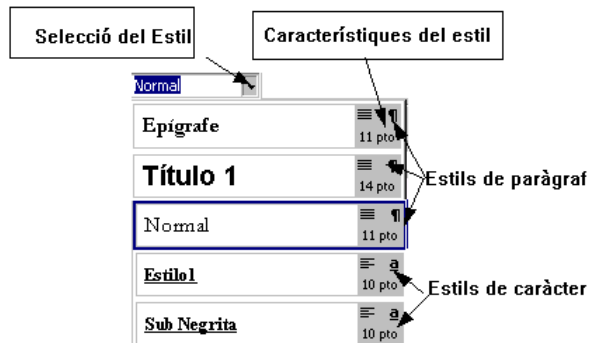 Selecció del Estil
Característiques del estil
Normal
Epígrafe
¶
11 pto
Título 1
¶
14 pto
Estils de paràgraf
Normal
¶
11 pto
Estilo1
a
10 pto
Estils de caràcter
Sub Negrita
a
10 pto